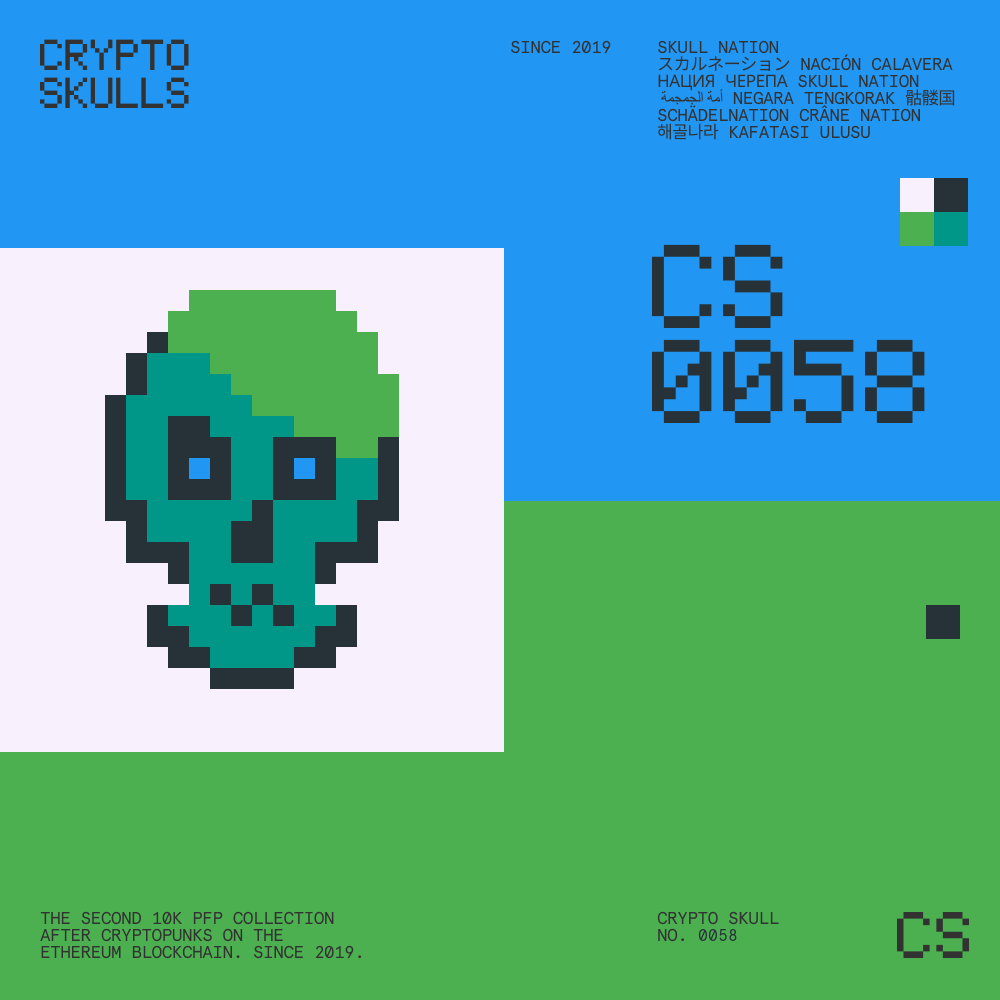 CRYPTO
SKULLS
SINCE 2019
SKULL NATION
スカルネーション NACIÓN CALAVERA
НАЦИЯ ЧЕРЕПА SKULL NATION
أمة الجمجمة NEGARA TENGKORAK 骷髅国
SCHÄDELNATION CRÂNE NATION
해골나라 KAFATASI ULUSU
CS
0058
THE SECOND 10K PFP COLLECTION
AFTER CRYPTOPUNKS ON THE
ETHEREUM BLOCKCHAIN. SINCE 2019.
CRYPTO SKULL
NO. 0058
CS